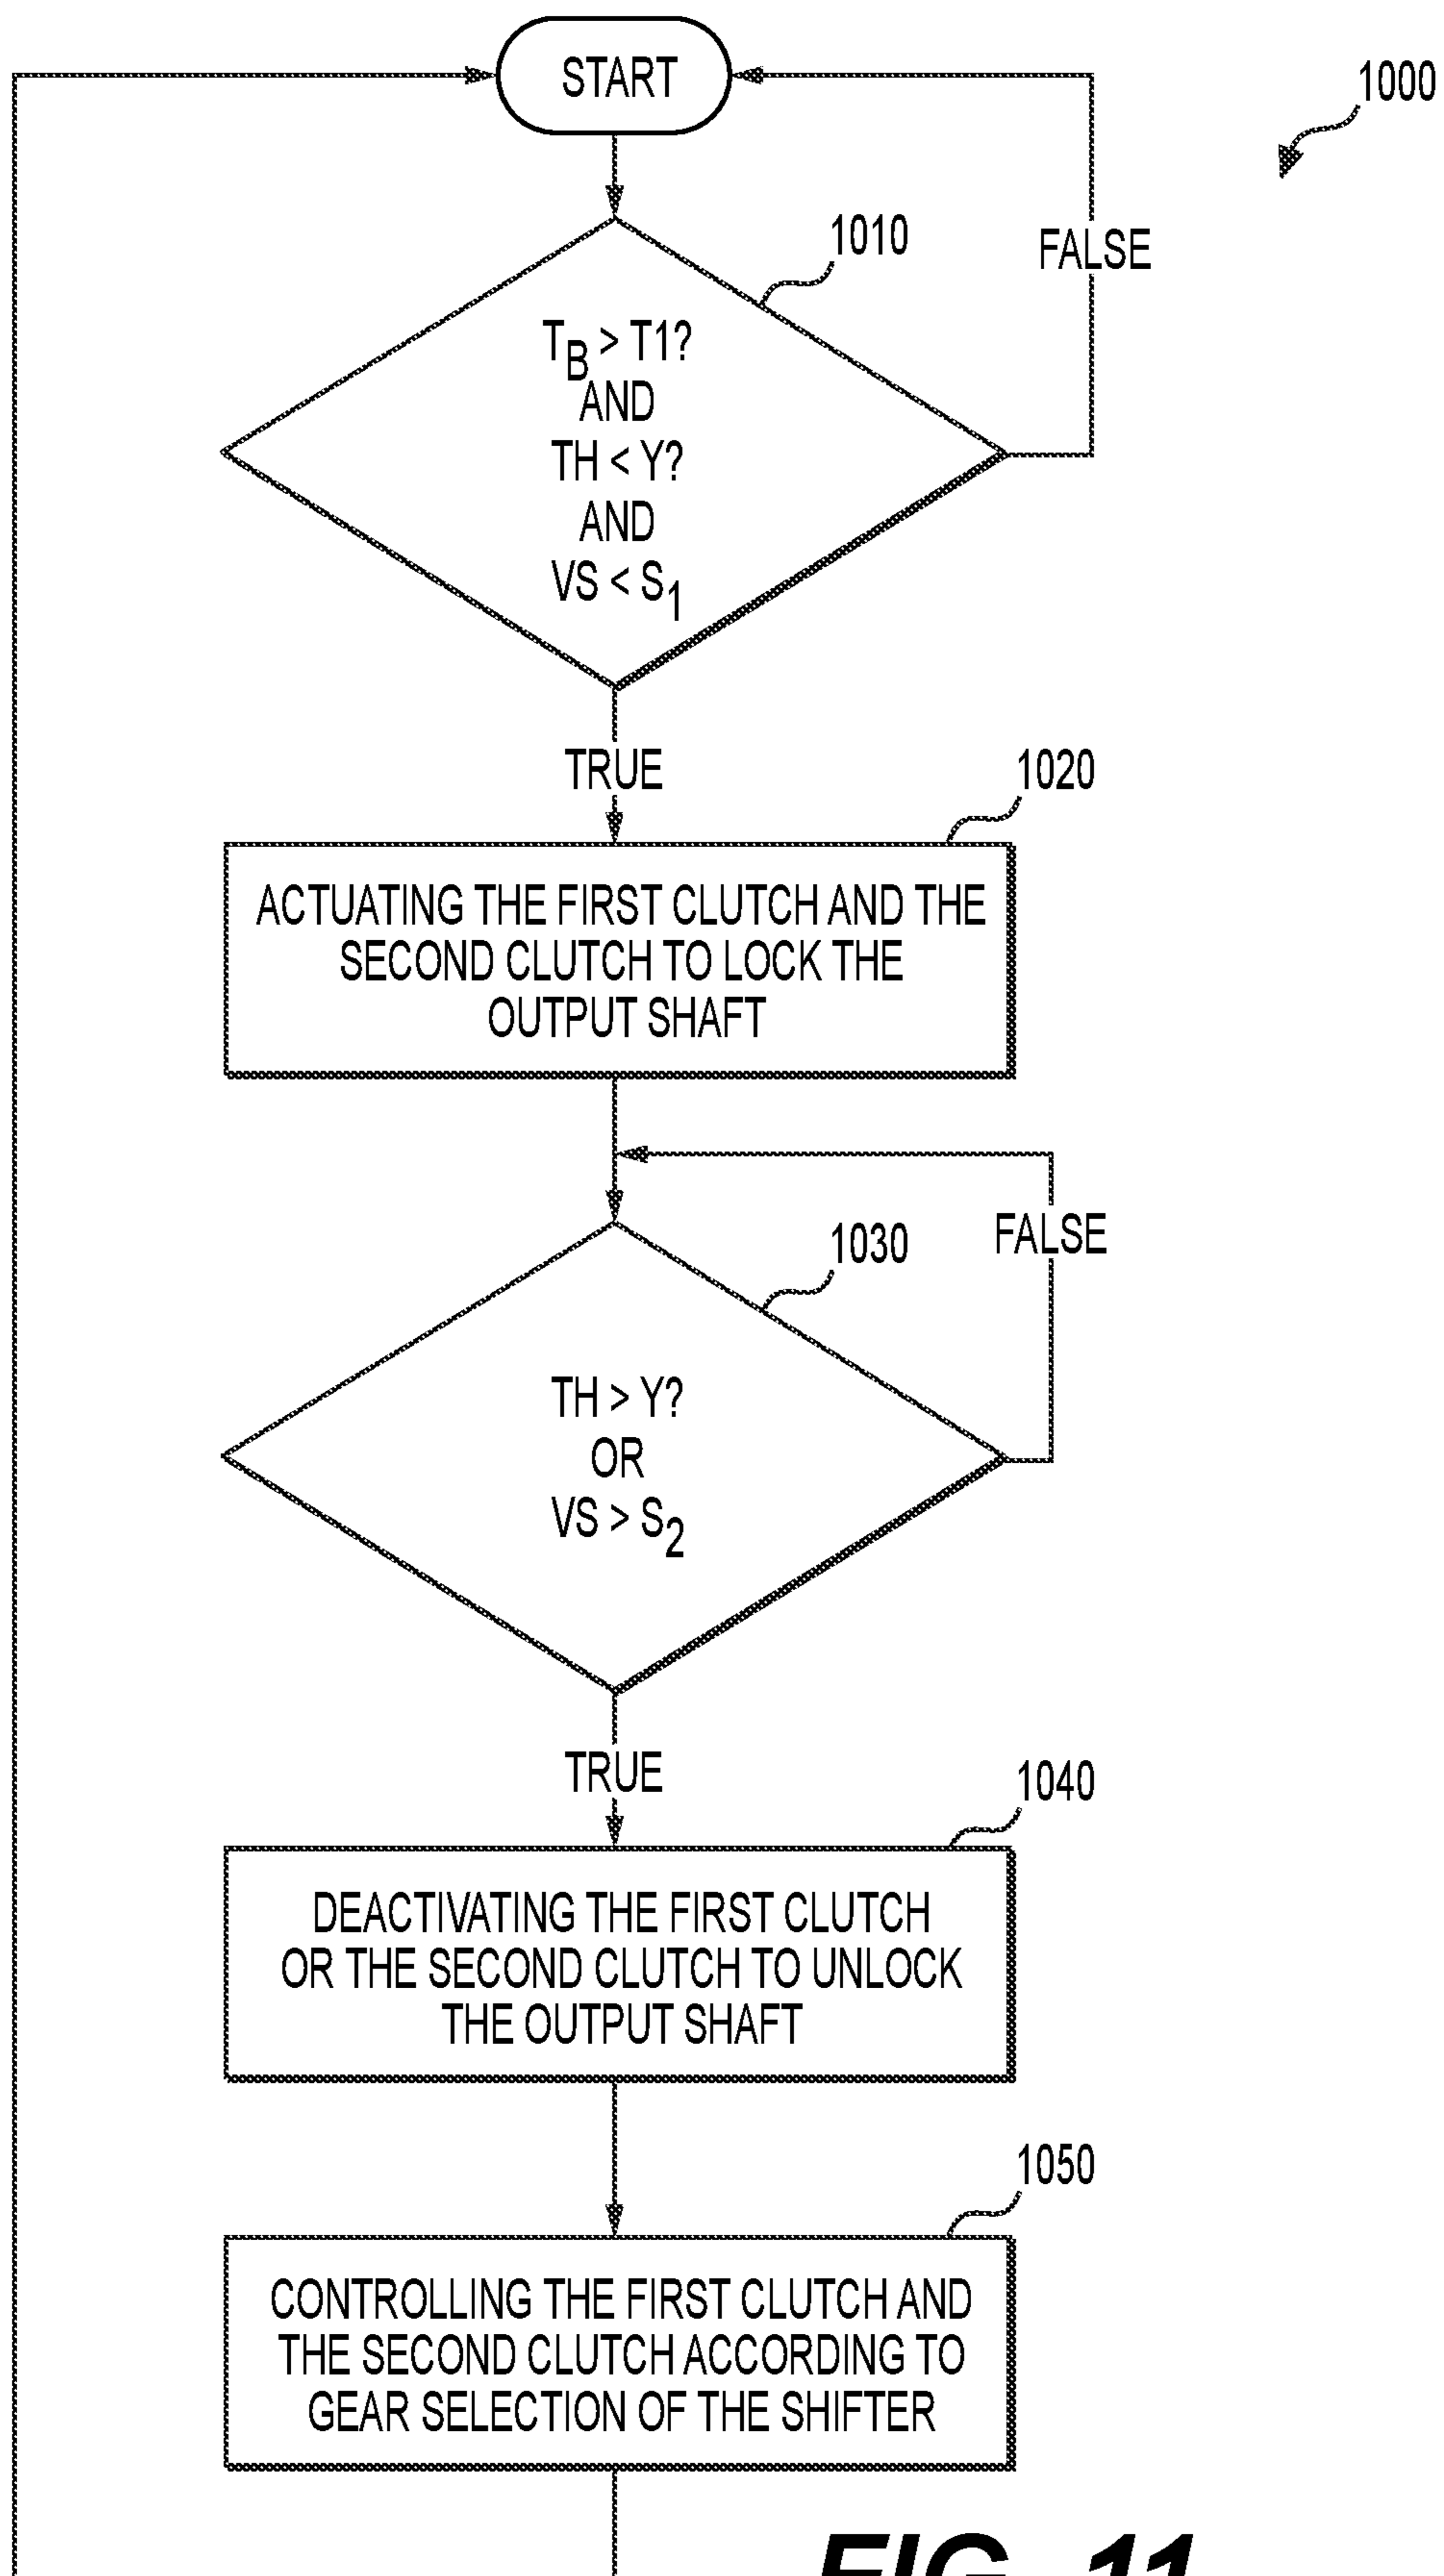 START
1000
1010
FALSE
T_B > T1?
AND
TH < Y?
AND
VS < S_1
TRUE
1020
ACTUATING THE FIRST CLUTCH AND THE
SECOND CLUTCH TO LOCK THE
OUTPUT SHAFT
FALSE
1030
TH > Y?
OR
VS > S_2
TRUE
1040
DEACTIVATING THE FIRST CLUTCH
OR THE SECOND CLUTCH TO UNLOCK
THE OUTPUT SHAFT
1050
CONTROLLING THE FIRST CLUTCH AND
THE SECOND CLUTCH ACCORDING TO
GEAR SELECTION OF THE SHIFTER
FIG. 11